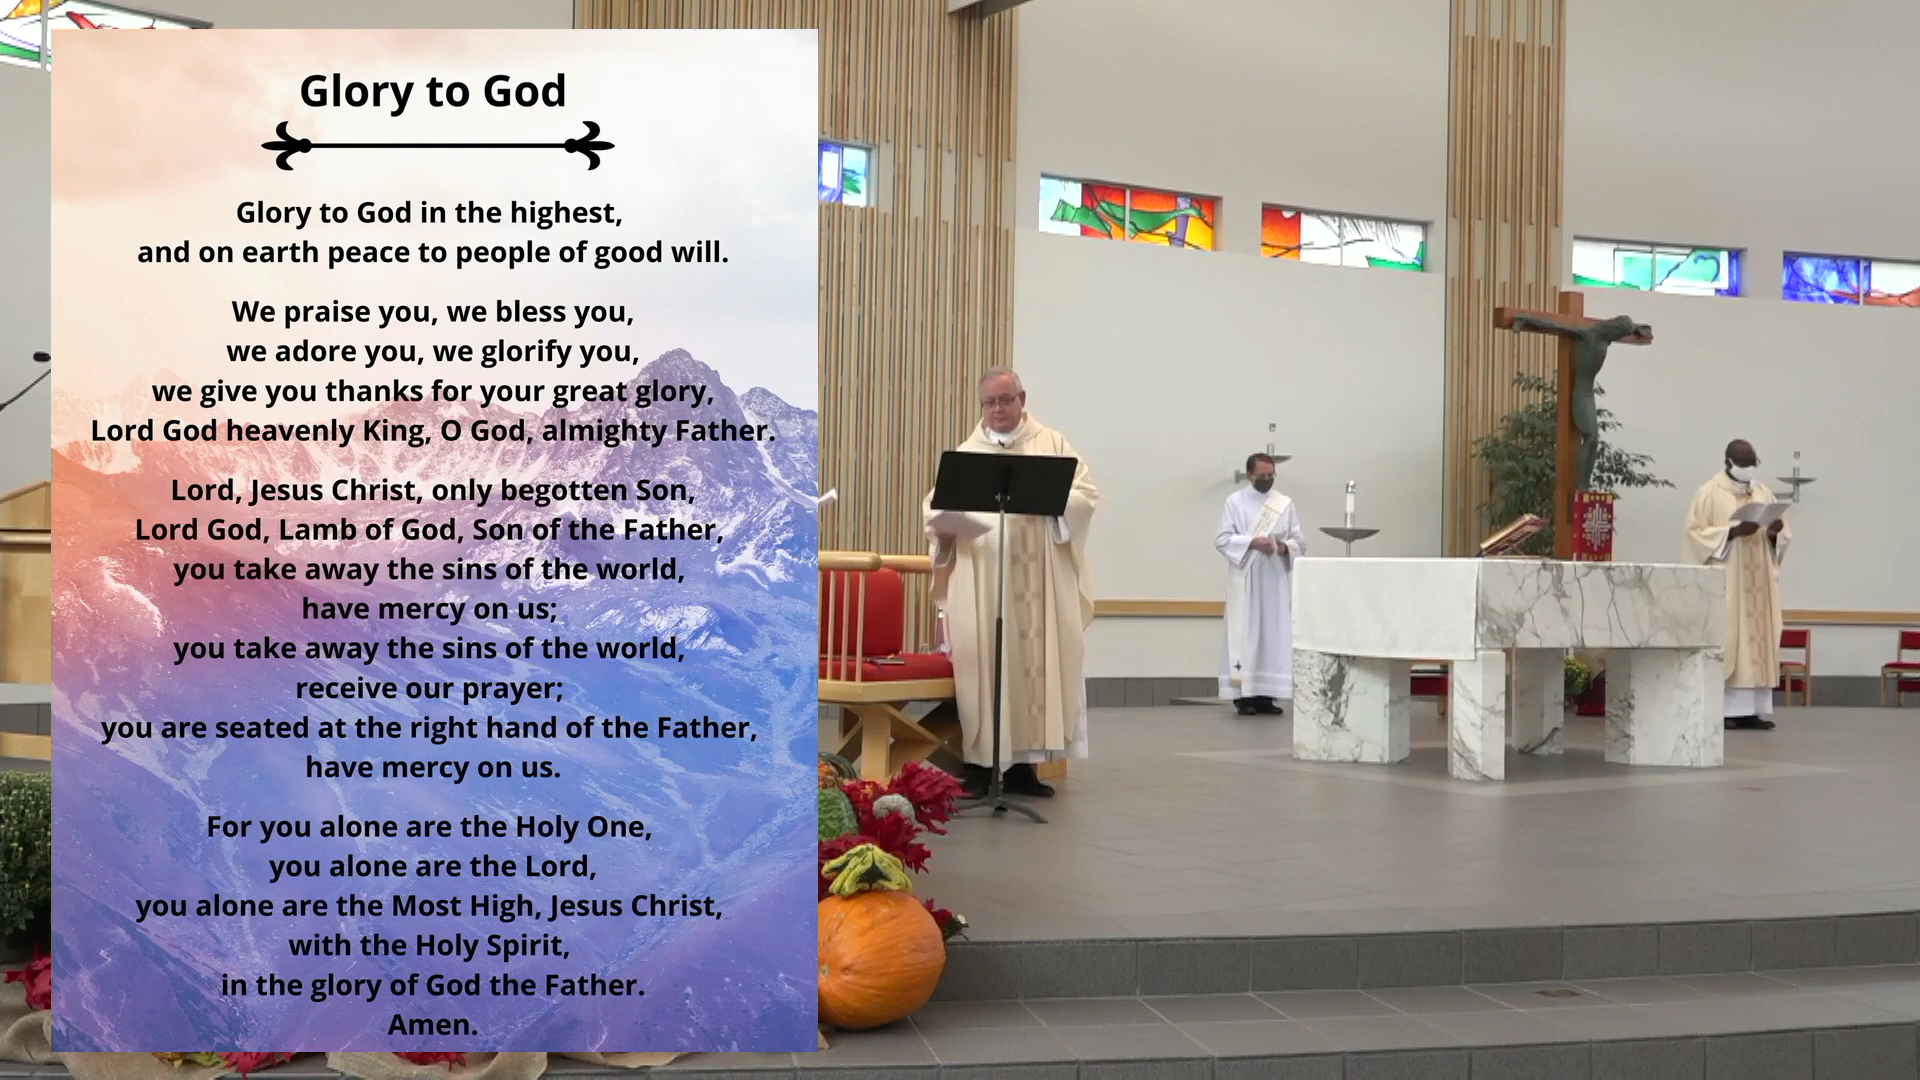 Glory to God
Glory to God in the highest,
and on earth peace to people of good will.
We praise you, we bless you,
we adore you, we glorify you,
we give you thanks for your great glory,
Lord God heavenly King, O God, almighty Father.
Lord, Jesus Christ, only begotten Son,
Lord God, Lamb of God, Son of the Father,
you take away the sins of the world,
have mercy on us;
you take away the sins of the world,
receive our prayer;
you are seated at the right hand of the Father,
have mercy on us.
For you alone are the Holy One,
you alone are the Lord,
you alone are the Most High, Jesus Christ,
with the Holy Spirit,
in the glory of God the Father.
Amen.